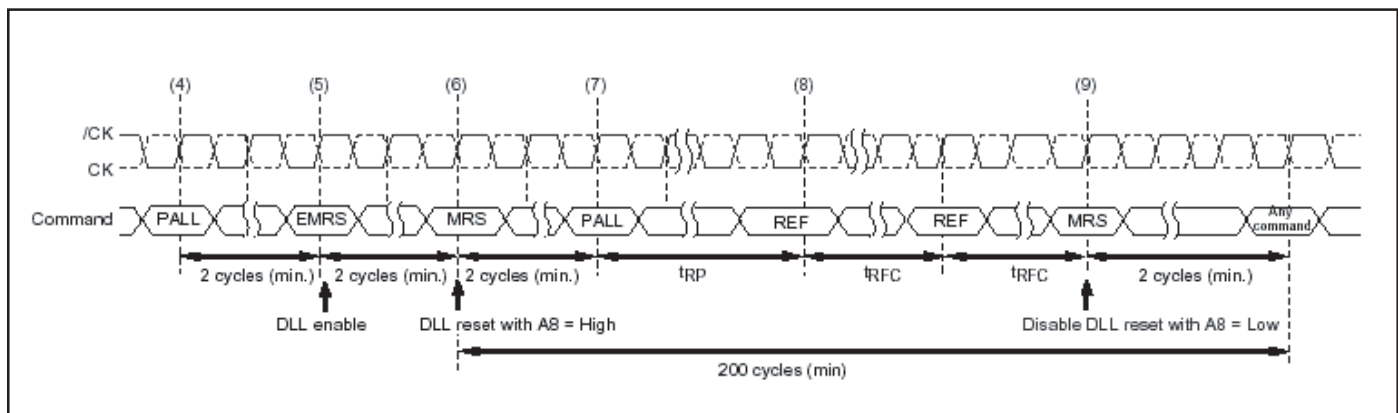 (4) (5) (6) (7) (8) (9)
/CK
CK
Command PALL EMRS MRS PALL REF REF MRS Any command
2 cycles (min.) 2 cycles (min.) 2 cycles (min.) tRP tRFC tRFC 2 cycles (min.)
DLL enable DLL reset with A8 = High Disable DLL reset with A8 = Low
200 cycles (min)